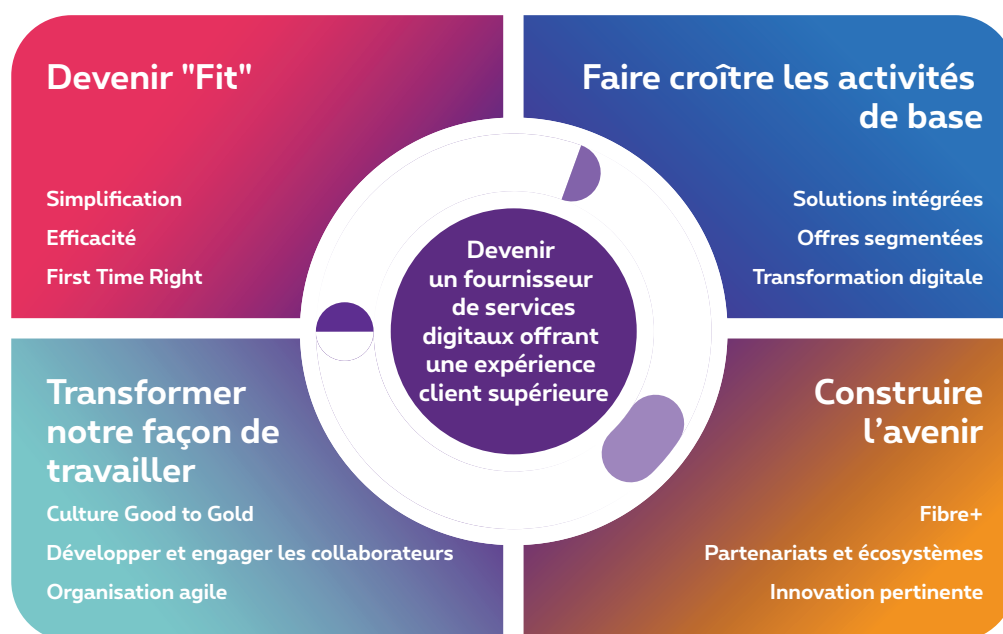 Devenir "Fit"
Simplification
Efficacité
First Time Right
Faire croître les activités
de base
Solutions intégrées
Offres segmentées
Transformation digitale
Devenir
un fournisseur
de services
digitaux offrant
une expérience
client supérieure
Transformer
notre façon de
travailler
Culture Good to Gold
Développer et engager les collaborateurs
Organisation agile
Construire
l’avenir
Fibre+
Partenariats et écosystèmes
Innovation pertinente